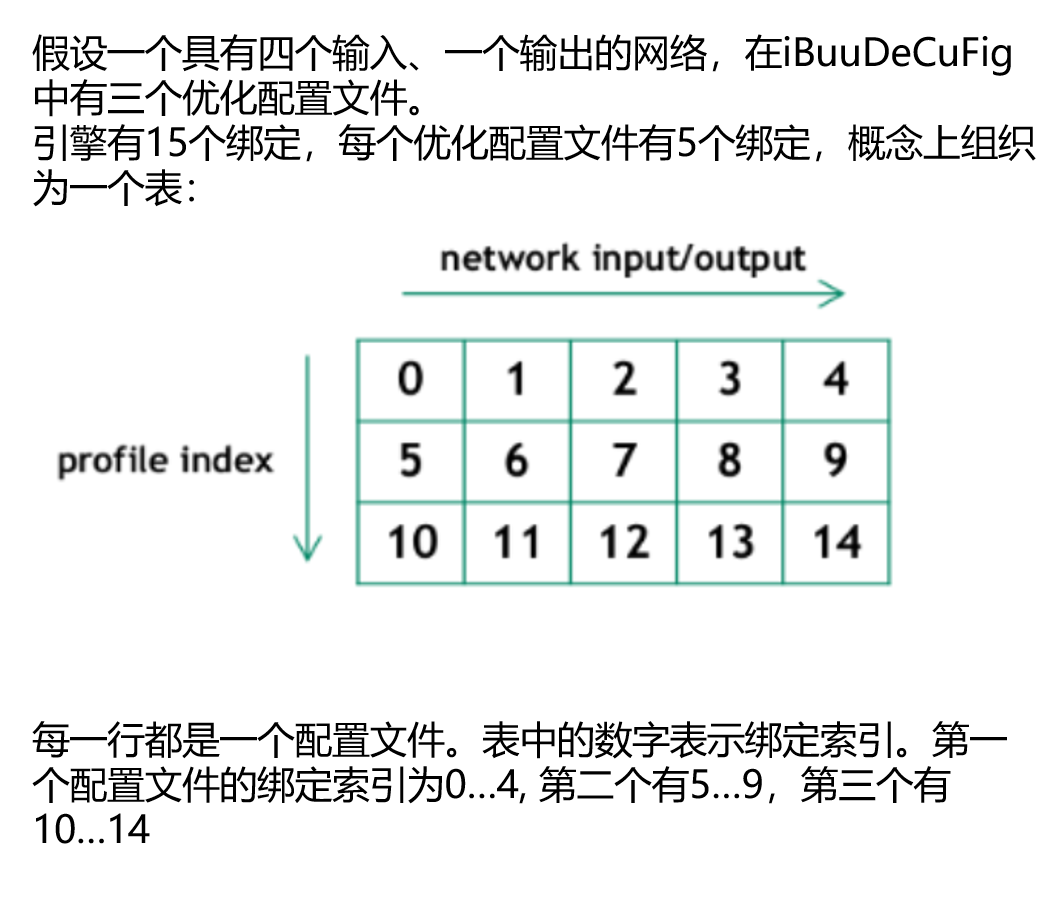 假设一个具有四个输入、一个输出的网络，在iBuuDeCuFig
中有三个优化配置文件。
引擎有15个绑定，每个优化配置文件有5个绑定，概念上组织
为一个表：
network input/output
profile index
0 1 2 3 4
5 6 7 8 9
10 11 12 13 14
每一行都是一个配置文件。表中的数字表示绑定索引。第一
个配置文件的绑定索引为0...4, 第二个有5...9，第三个有
10...14